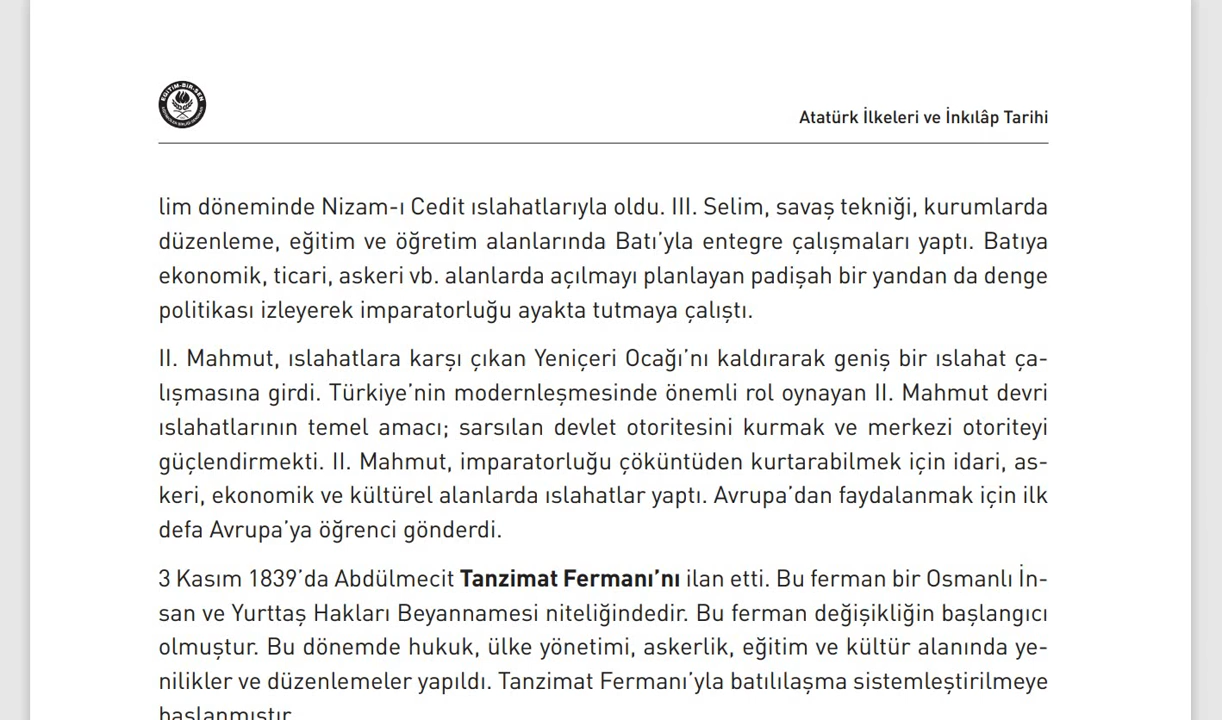 EĞİTİM-BİR-SEN
Atatürk İlkeleri ve İnkılâp Tarihi
lim döneminde Nizam-ı Cedit ıslahatlarıyla oldu. III. Selim, savaş tekniği, kurumlarda
düzenleme, eğitim ve öğretim alanlarında Batı’yla entegre çalışmaları yaptı. Batıya
ekonomik, ticari, askeri vb. alanlarda açılmayı planlayan padişah bir yandan da denge
politikası izleyerek imparatorluğu ayakta tutmaya çalıştı.
II. Mahmut, ıslahatlara karşı çıkan Yeniçeri Ocağı’nı kaldırarak geniş bir ıslahat ça-
lışmasına girdi. Türkiye’nin modernleşmesinde önemli rol oynayan II. Mahmut devri
ıslahatlarının temel amacı; sarsılan devlet otoritesini kurmak ve merkezi otoriteyi
güçlendirmekti. II. Mahmut, imparatorluğu çöküntüden kurtarabilmek için idari, as-
keri, ekonomik ve kültürel alanlarda ıslahatlar yaptı. Avrupa’dan faydalanmak için ilk
defa Avrupa’ya öğrenci gönderdi.
3 Kasım 1839’da Abdülmecit Tanzimat Fermanı’nı ilan etti. Bu ferman bir Osmanlı İn-
san ve Yurttaş Hakları Beyannamesi niteliğindedir. Bu ferman değişikliğin başlangıcı
olmuştur. Bu dönemde hukuk, ülke yönetimi, askerlik, eğitim ve kültür alanında ye-
nilikler ve düzenlemeler yapıldı. Tanzimat Fermanı’yla batılılaşma sistemleştirilmeye
başlanmıştır.